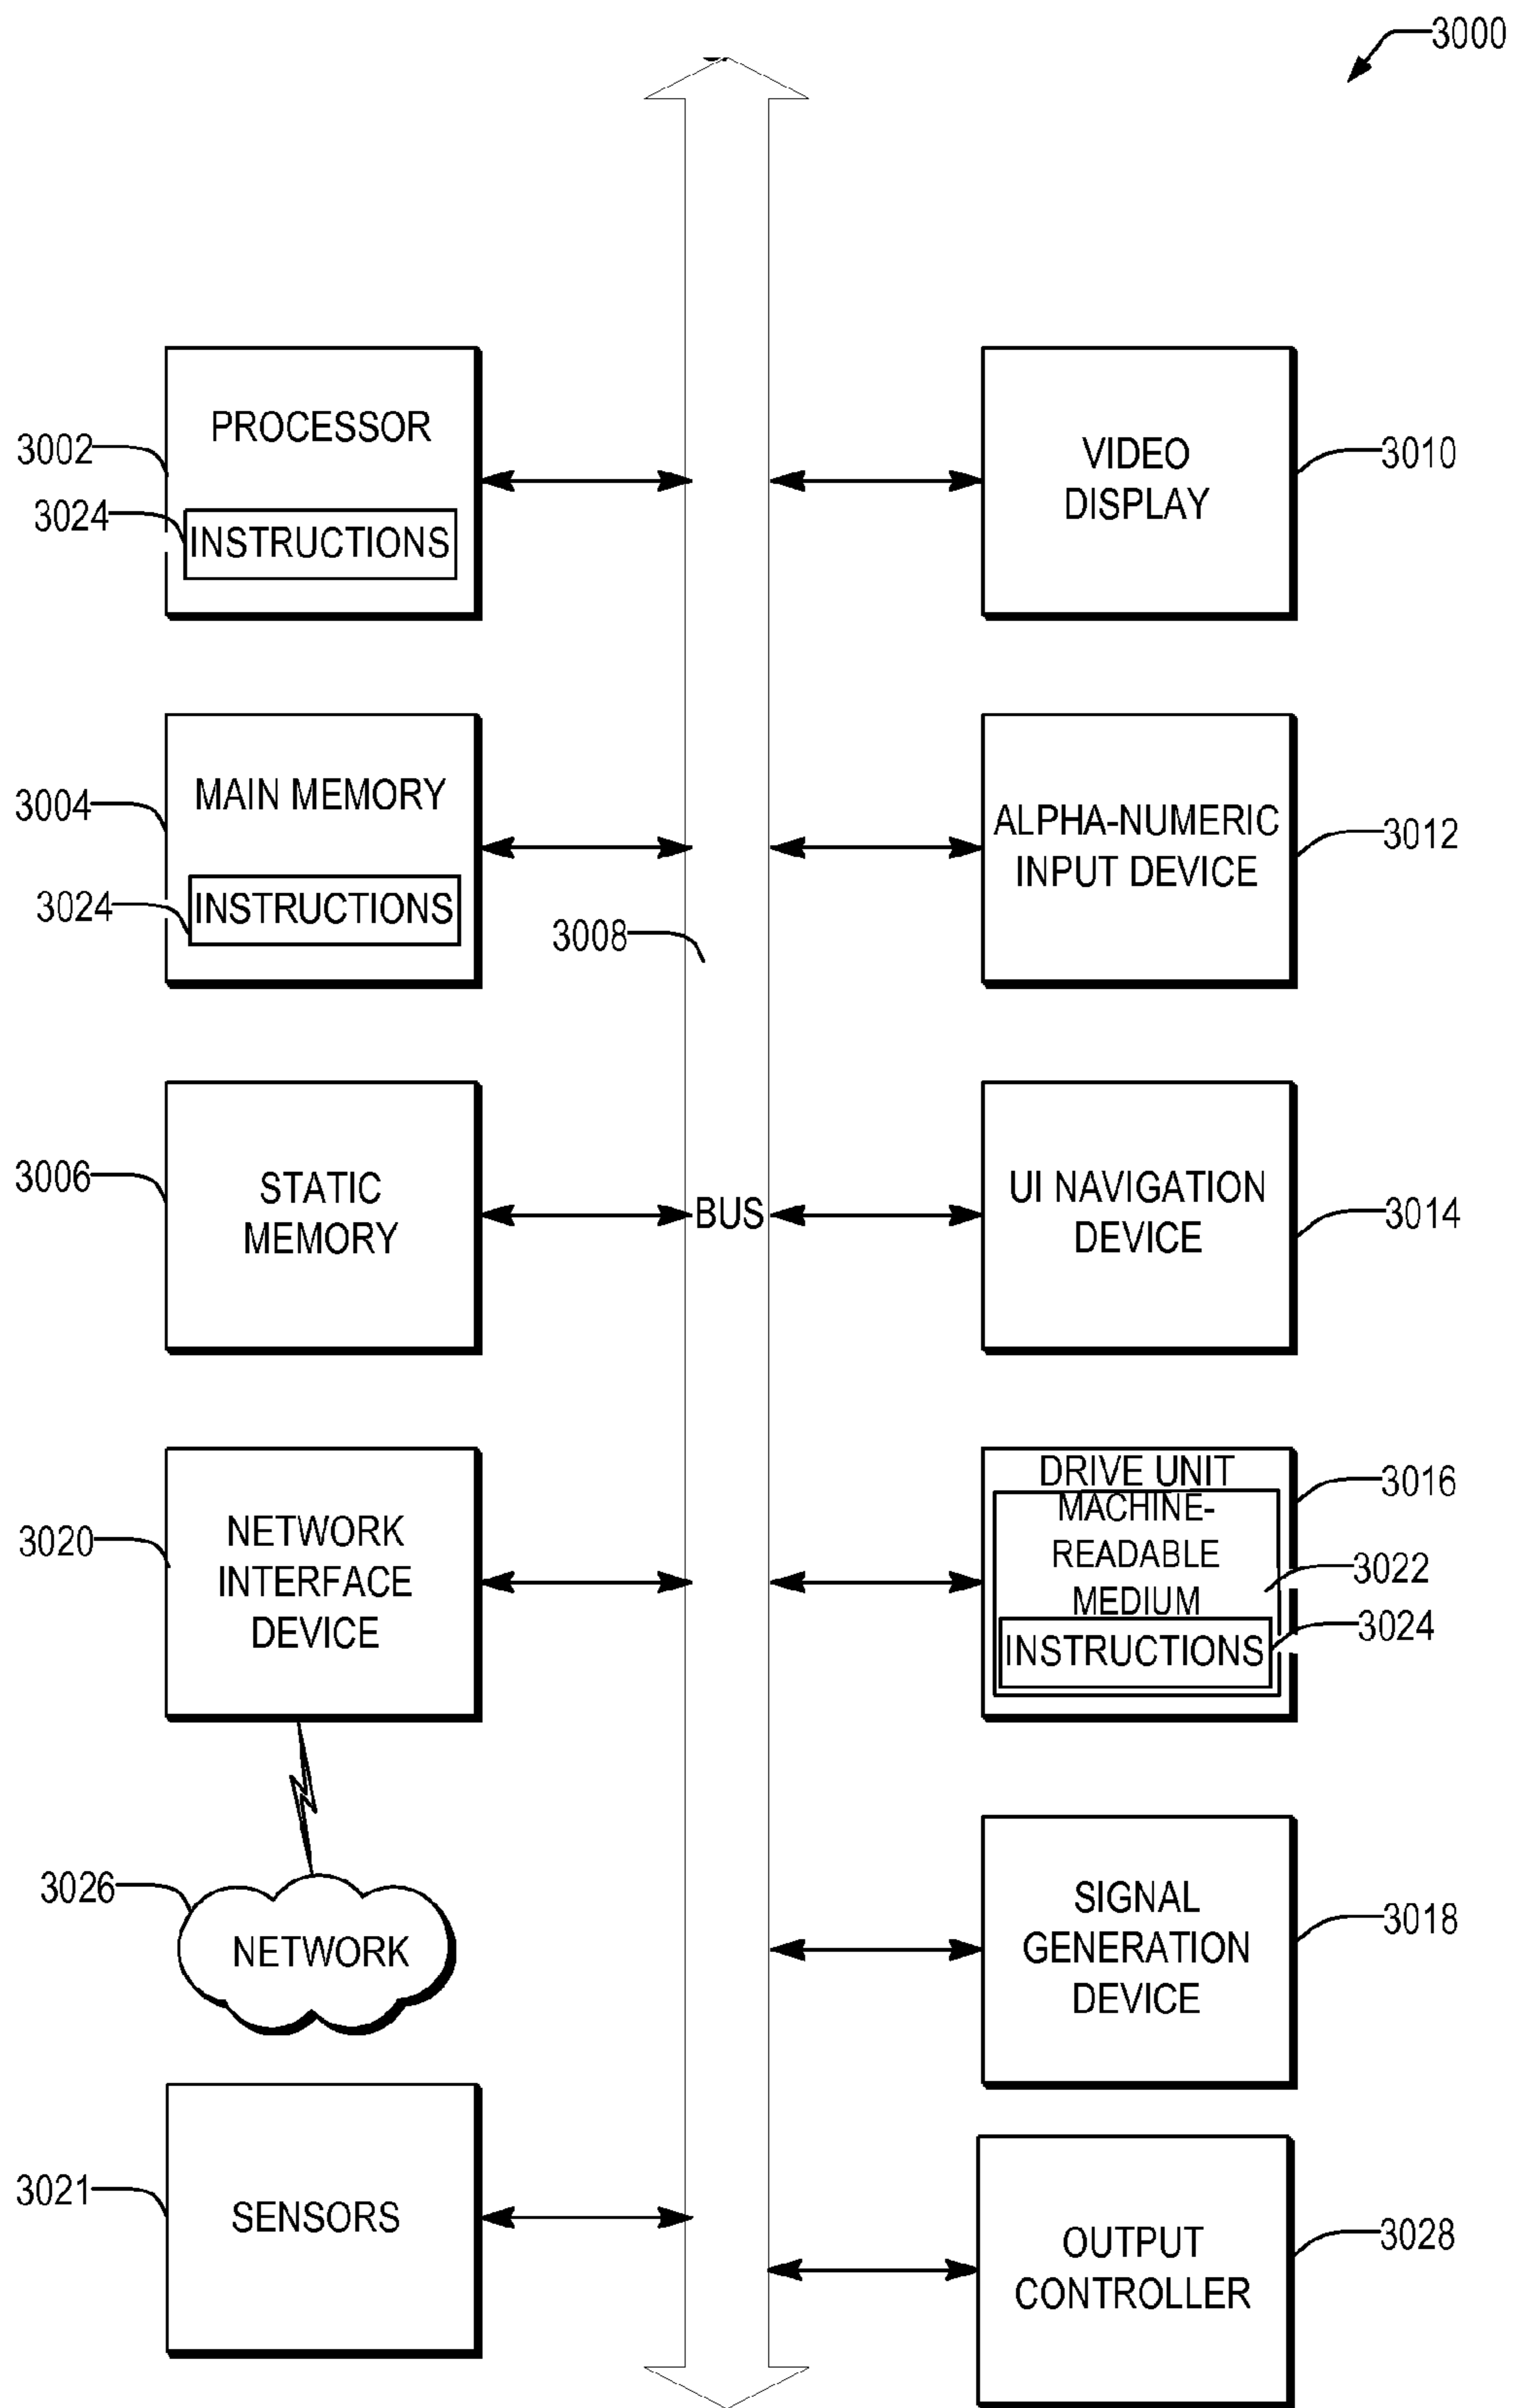 3000
PROCESSOR
3002
3024
INSTRUCTIONS
VIDEO
DISPLAY
3010
MAIN MEMORY
3004
3024
INSTRUCTIONS
3008
ALPHA-NUMERIC
INPUT DEVICE
3012
3006
STATIC
MEMORY
BUS
UI NAVIGATION
DEVICE
3014
3020
NETWORK
INTERFACE
DEVICE
DRIVE UNIT
3016
MACHINE-
READABLE
MEDIUM
3022
INSTRUCTIONS
3024
3026
NETWORK
SIGNAL
GENERATION
DEVICE
3018
3021
SENSORS
OUTPUT
CONTROLLER
3028